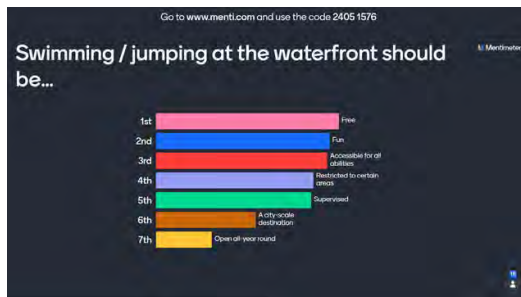 Go to www.menti.com and use the code 2405 1576
Swimming / jumping at the waterfront should
be...
Mentimeter
1st
Free
2nd
Fun
3rd
Accessible for all
abilities
4th
Restricted to certain
areas
5th
Supervised
6th
A city-scale
destination
7th
Open all-year round